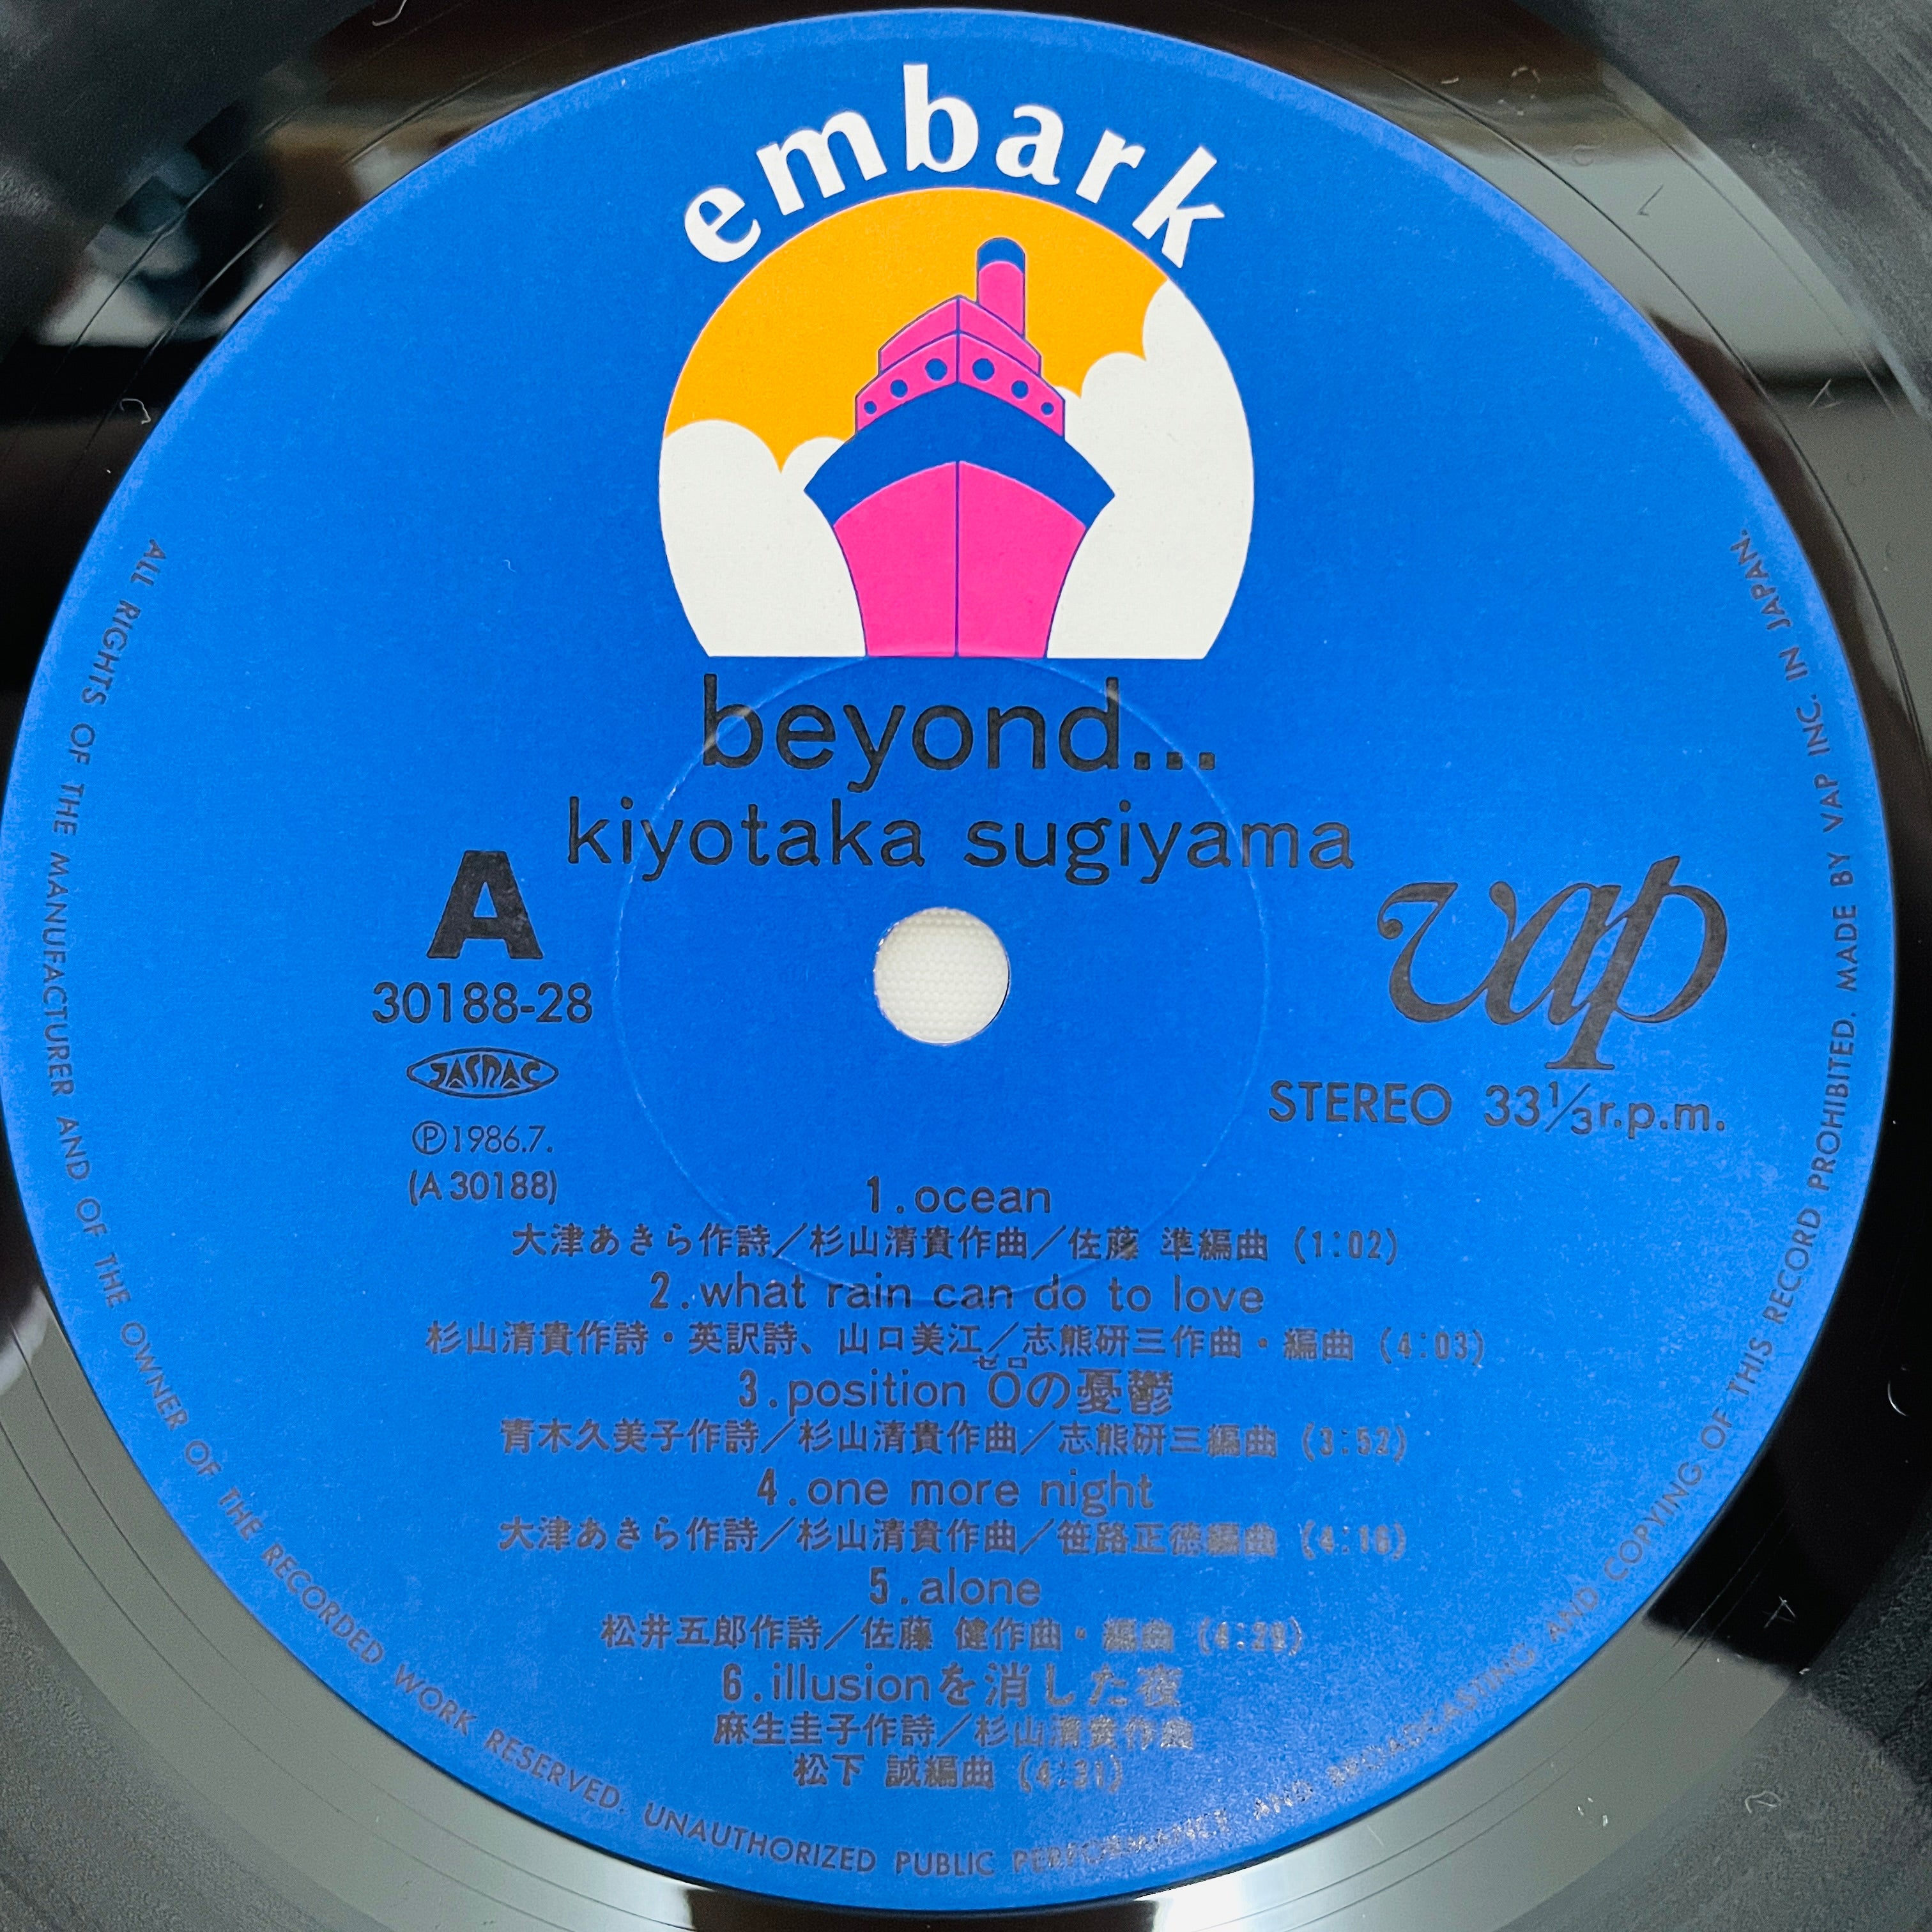 embark
beyond...
kiyotaka sugiyama
A
30188-28
JASRAC
Ⓟ1986.7.
(A 30188)
vap
STEREO 33⅓r.p.m.
1.ocean
大津あきら作詩／杉山清貴作曲／佐藤 準編曲 (1:02)
2.what rain can do to love
杉山清貴作詩・英訳詩、山口美江／志熊研三作曲・編曲 (4:03)
ゼロ
3.position 0の憂鬱
青木久美子作詩／杉山清貴作曲／志熊研三編曲 (3:52)
4.one more night
大津あきら作詩／杉山清貴作曲／笹路正徳編曲 (4:16)
5.alone
松井五郎作詩／佐藤 健作曲・編曲
6.illusionを消した夜
麻生圭子作詩／杉山清貴作曲
松下 誠編曲 (4:31)
ALL RIGHTS OF THE MANUFACTURER AND OF THE OWNER OF THE RECORDED WORK RESERVED. UNAUTHORIZED PUBLIC PERFORMANCE AND BROADCASTING AND COPYING OF THIS RECORD PROHIBITED. MADE BY VAP INC. IN JAPAN.